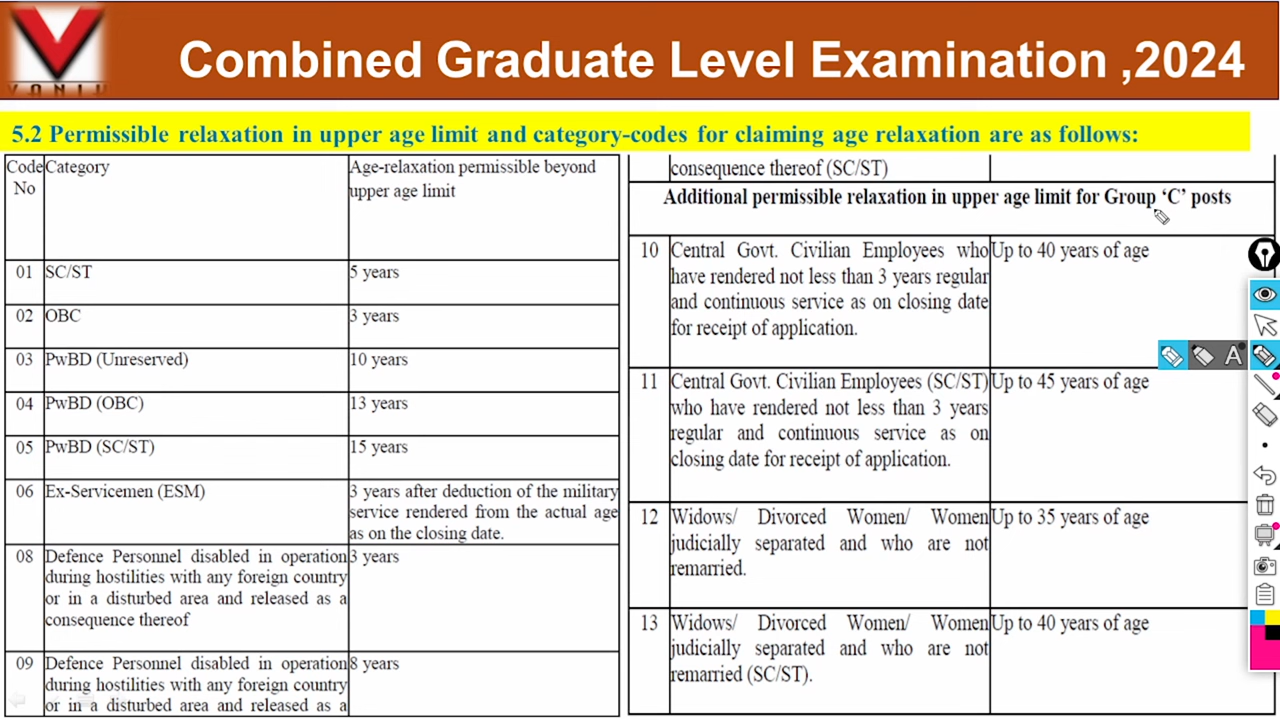 VANIJ
Combined Graduate Level Examination ,2024
5.2 Permissible relaxation in upper age limit and category-codes for claiming age relaxation are as follows:
Code No
Category
Age-relaxation permissible beyond
upper age limit
01 SC/ST 5 years
02 OBC 3 years
03 PwBD (Unreserved) 10 years
04 PwBD (OBC) 13 years
05 PwBD (SC/ST) 15 years
06 Ex-Servicemen (ESM) 3 years after deduction of the military
service rendered from the actual age
as on the closing date.
08 Defence Personnel disabled in operation 3 years
during hostilities with any foreign country
or in a disturbed area and released as a
consequence thereof
09 Defence Personnel disabled in operation 8 years
during hostilities with any foreign country
or in a disturbed area and released as a
consequence thereof (SC/ST)
Additional permissible relaxation in upper age limit for Group ‘C’ posts
10 Central Govt. Civilian Employees who Up to 40 years of age
have rendered not less than 3 years regular
and continuous service as on closing date
for receipt of application.
11 Central Govt. Civilian Employees (SC/ST) Up to 45 years of age
who have rendered not less than 3 years
regular and continuous service as on
closing date for receipt of application.
12 Widows/ Divorced Women/ Women Up to 35 years of age
judicially separated and who are not
remarried.
13 Widows/ Divorced Women/ Women Up to 40 years of age
judicially separated and who are not
remarried (SC/ST).
A